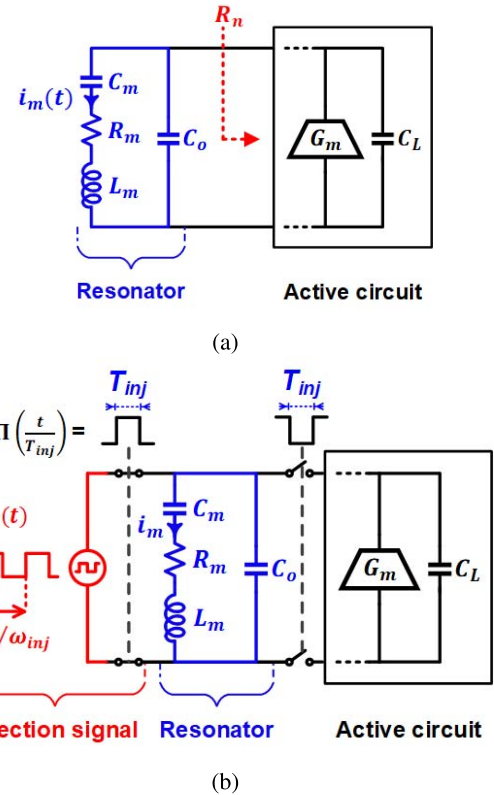 R_n
C_m
i_m(t)
R_m
C_o
L_m
G_m
C_L
Resonator
Active circuit
(a)
T_inj
T_inj
Π(t/T_inj) =
(t)
C_m
i_m
R_m
C_o
L_m
G_m
C_L
/ω_inj
ection signal
Resonator
Active circuit
(b)